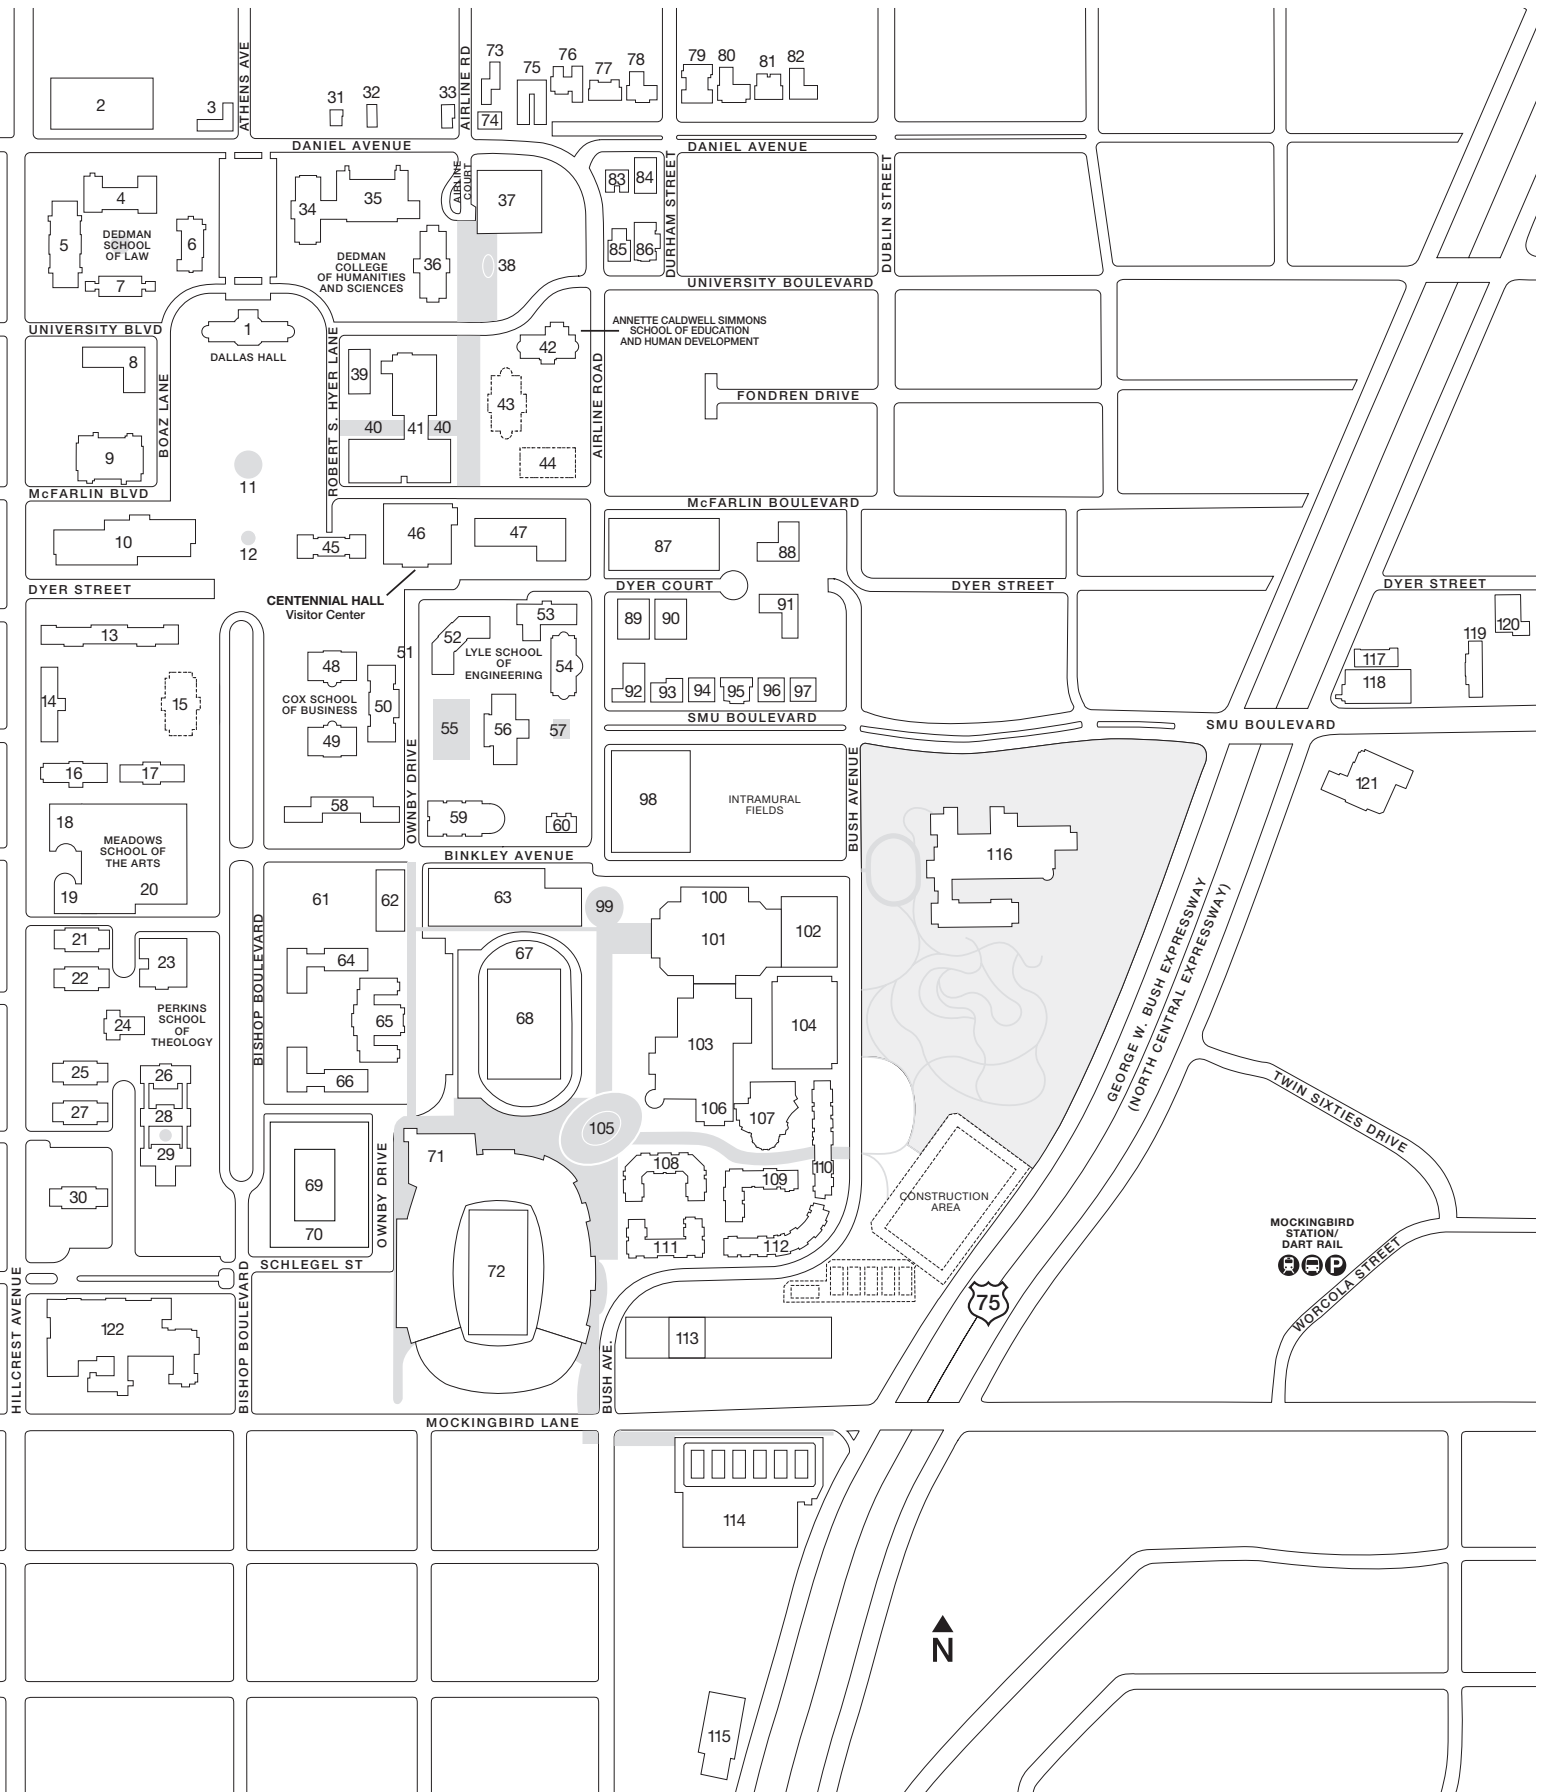 ATHENS AVE
AIRLINE RD
73
76
75
77
78
79
80
81
82
2
3
31
32
33
74
DANIEL AVENUE
DANIEL AVENUE
AIRLINE
COURT
DURHAM STREET
DUBLIN STREET
4
5
6
7
DEDMAN
SCHOOL
OF LAW
34
35
36
37
38
DEDMAN
COLLEGE
OF HUMANITIES
AND SCIENCES
83
84
85
86
UNIVERSITY BOULEVARD
UNIVERSITY BLVD
1
DALLAS HALL
8
BOAZ LANE
ROBERT S. HYER LANE
39
42
ANNETTE CALDWELL SIMMONS
SCHOOL OF EDUCATION
AND HUMAN DEVELOPMENT
AIRLINE ROAD
43
FONDREN DRIVE
40
41
40
44
9
11
McFARLIN BLVD
McFARLIN BOULEVARD
10
12
45
46
47
87
88
DYER STREET
DYER COURT
DYER STREET
DYER STREET
CENTENNIAL HALL
Visitor Center
13
14
15
16
17
48
51
50
49
COX SCHOOL
OF BUSINESS
52
53
54
LYLE SCHOOL
OF
ENGINEERING
55
56
57
89
90
91
92
93
94
95
96
97
117
118
119
120
SMU BOULEVARD
SMU BOULEVARD
OWNBY DRIVE
BUSH AVENUE
58
59
60
98
INTRAMURAL
FIELDS
121
18
MEADOWS
SCHOOL OF
THE ARTS
19
20
BINKLEY AVENUE
116
GEORGE W. BUSH EXPRESSWAY
(NORTH CENTRAL EXPRESSWAY)
61
62
63
99
100
101
102
BISHOP BOULEVARD
21
22
23
24
PERKINS
SCHOOL
OF
THEOLOGY
64
65
66
67
68
103
104
25
26
27
28
29
30
105
106
107
TWIN SIXTIES DRIVE
69
70
OWNBY DRIVE
71
108
109
110
111
112
CONSTRUCTION
AREA
MOCKINGBIRD
STATION/
DART RAIL
P
WORCOLA STREET
SCHLEGEL ST
72
75
HILLCREST AVENUE
BISHOP BOULEVARD
122
113
BUSH AVE.
MOCKINGBIRD LANE
114
N
115